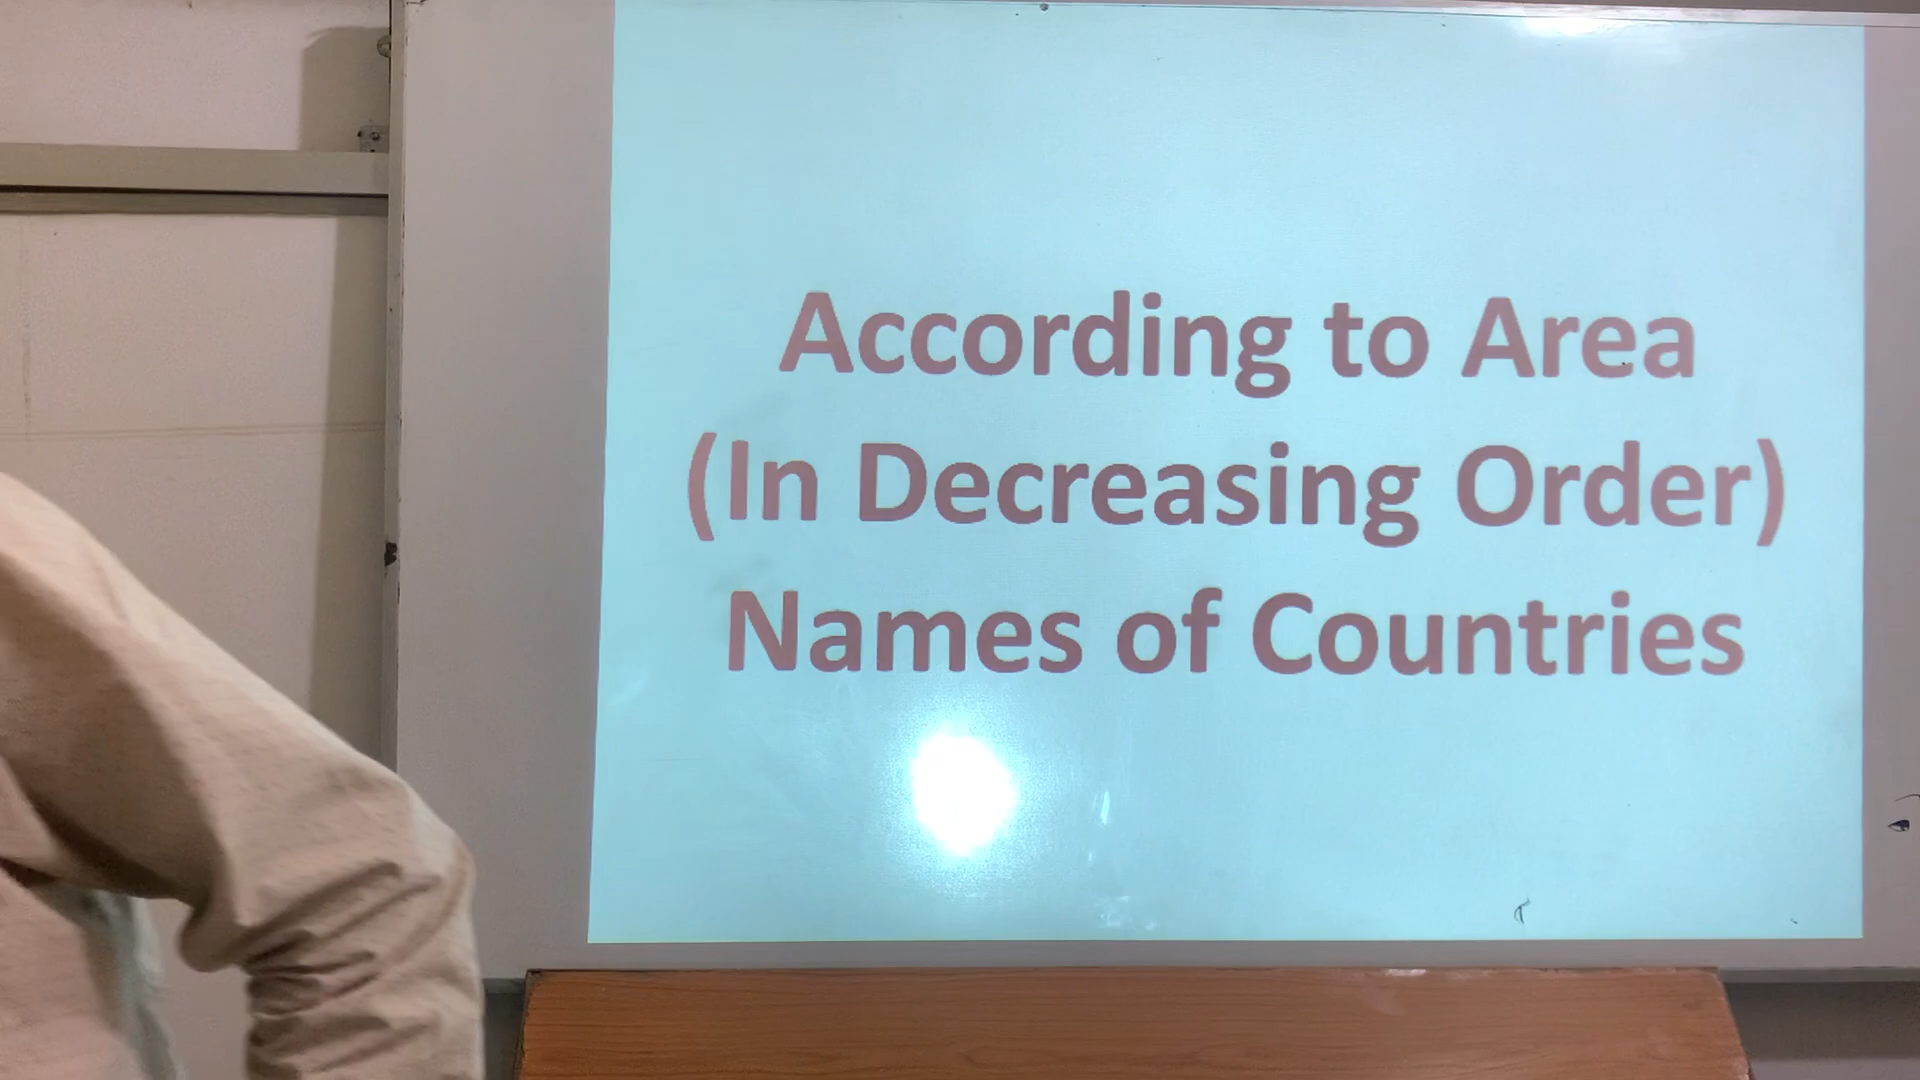 According to Area
(In Decreasing Order)
Names of Countries